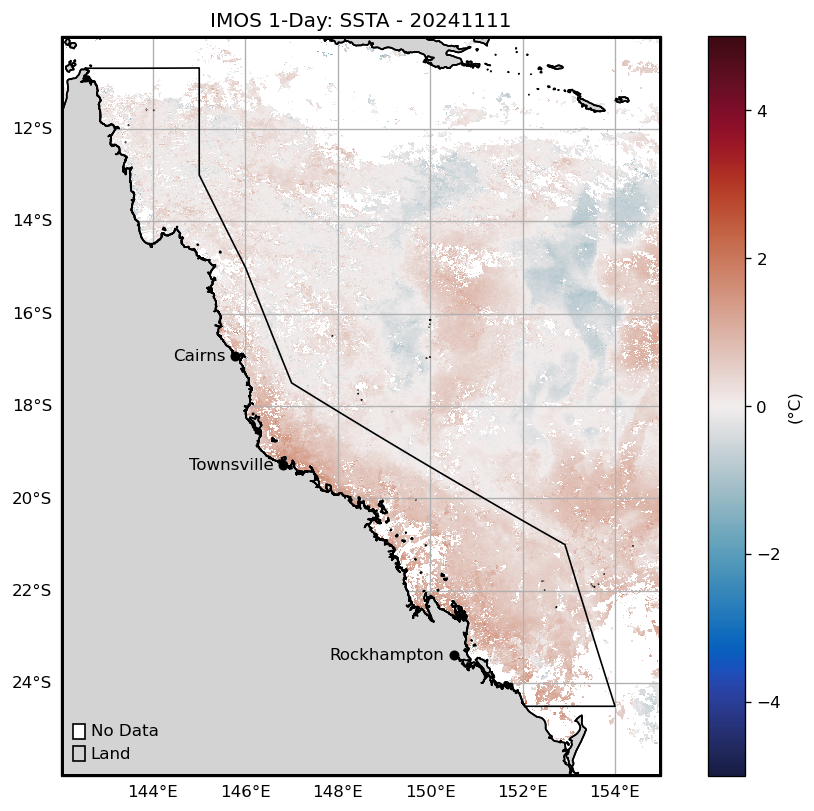 IMOS 1-Day: SSTA - 20241111
12°S
14°S
16°S
18°S
20°S
22°S
24°S
Cairns
Townsville
Rockhampton
No Data
Land
144°E
146°E
148°E
150°E
152°E
154°E
4
2
0
−2
−4
(°C)